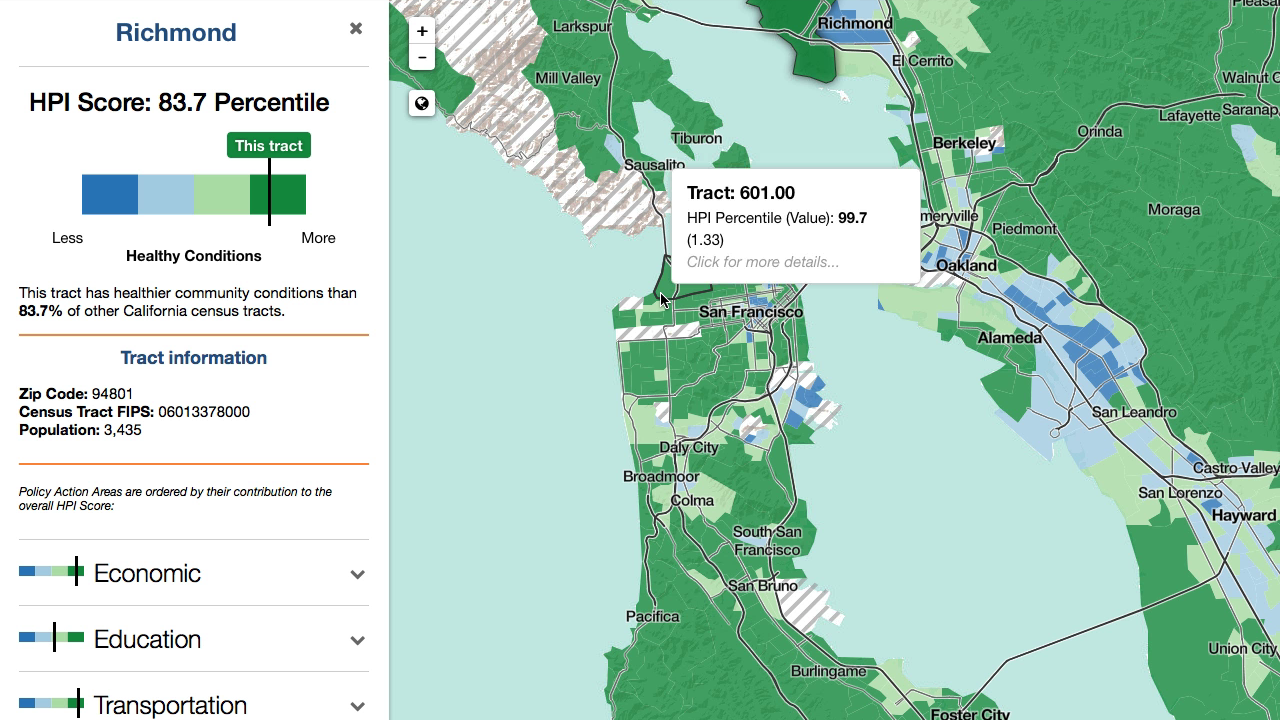 Richmond
HPI Score: 83.7 Percentile
This tract
Less
More
Healthy Conditions
This tract has healthier community conditions than
83.7% of other California census tracts.
Tract information
Zip Code: 94801
Census Tract FIPS: 06013378000
Population: 3,435
Policy Action Areas are ordered by their contribution to the
overall HPI Score:
Economic
Education
Transportation
+
−
Larkspur
Richmond
El Cerrito
Mill Valley
Walnut C
Lafayette
Saranap
Orinda
Tiburon
Berkeley
Sausalito
Tract: 601.00
HPI Percentile (Value): 99.7
(1.33)
Click for more details...
Moraga
meryville
Piedmont
Oakland
San Francisco
Alameda
San Leandro
Daly City
Castro Valley
Broadmoor
San Lorenzo
Colma
Hayward
South San
Francisco
San Bruno
Pacifica
Union City
Burlingame
Foster City